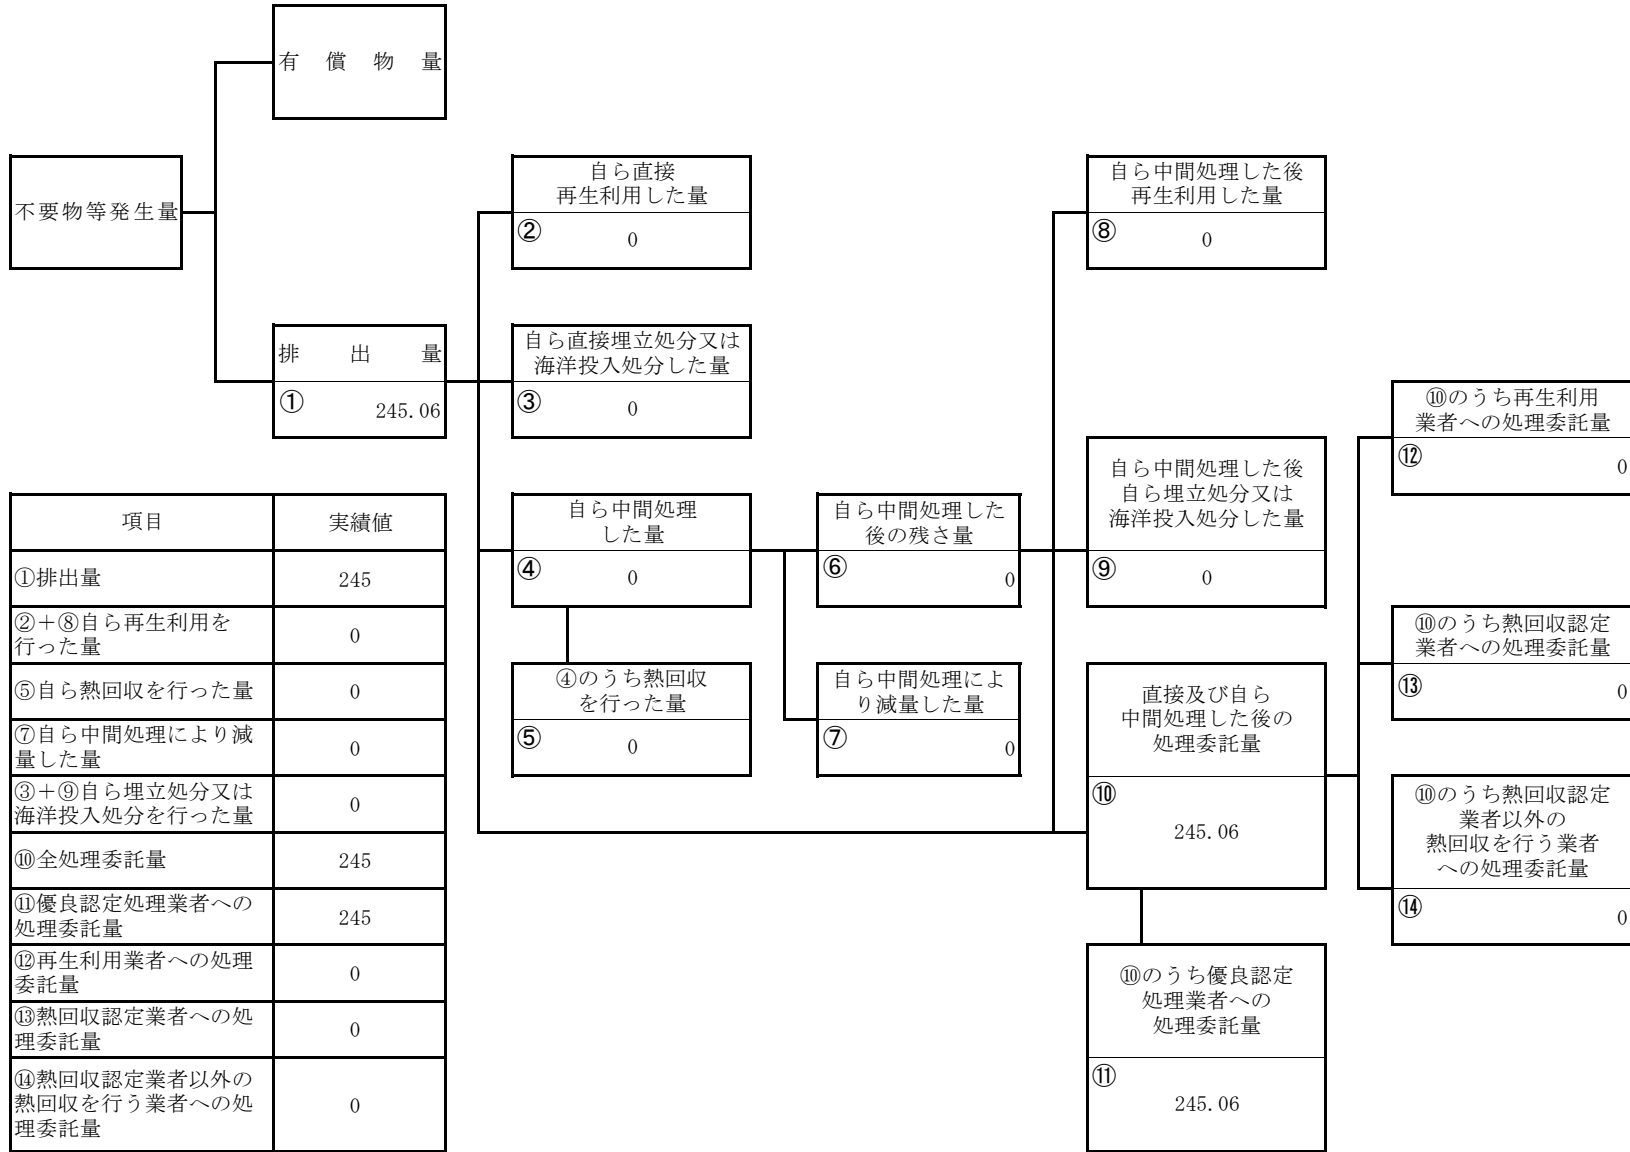 有償物量
不要物等発生量
自ら直接
再生利用した量
② 0
自ら中間処理した後
再生利用した量
⑧ 0
排出量
① 245.06
自ら直接埋立処分又は
海洋投入処分した量
③ 0
⑩のうち再生利用
業者への処理委託量
⑫ 0
自ら中間処理
した量
④ 0
自ら中間処理した
後の残さ量
⑥ 0
自ら中間処理した後
自ら埋立処分又は
海洋投入処分した量
⑨ 0
⑩のうち熱回収認定
業者への処理委託量
⑬ 0
④のうち熱回収
を行った量
⑤ 0
自ら中間処理によ
り減量した量
⑦ 0
直接及び自ら
中間処理した後の
処理委託量
⑩
245.06
⑩のうち熱回収認定
業者以外の
熱回収を行う業者
への処理委託量
⑭ 0
⑩のうち優良認定
処理業者への
処理委託量
⑪
245.06
項目 実績値
①排出量 245
②＋⑧自ら再生利用を
行った量 0
⑤自ら熱回収を行った量 0
⑦自ら中間処理により減
量した量 0
③＋⑨自ら埋立処分又は
海洋投入処分を行った量 0
⑩全処理委託量 245
⑪優良認定処理業者への
処理委託量 245
⑫再生利用業者への処理
委託量 0
⑬熱回収認定業者への処
理委託量 0
⑭熱回収認定業者以外の
熱回収を行う業者への処
理委託量 0